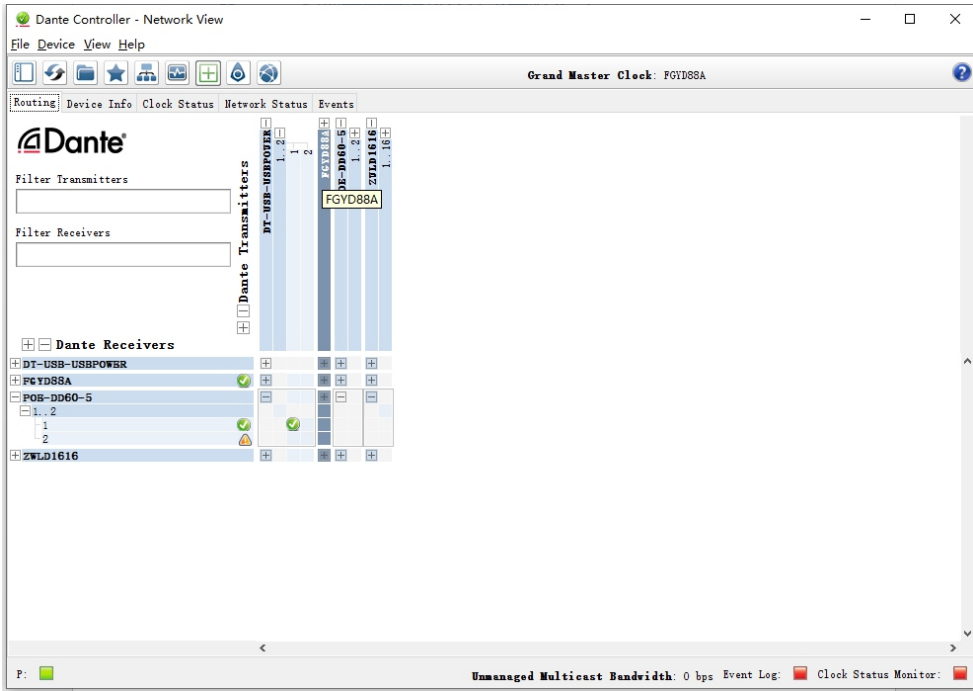 Dante Controller - Network View
File Device View Help
Grand Master Clock: FGYD88A
Routing Device Info Clock Status Network Status Events
Dante
Filter Transmitters
Filter Receivers
Dante Transmitters
DT-USB-USBPOWER
1..2
1
2
FGYD88A
OE-DD60-5
1..2
ZWLD1616
1..16
FGYD88A
Dante Receivers
DT-USB-USBPOWER
FGYD88A
POE-DD60-5
1..2
1
2
ZWLD1616
P:
Unmanaged Multicast Bandwidth: 0 bps Event Log: Clock Status Monitor: